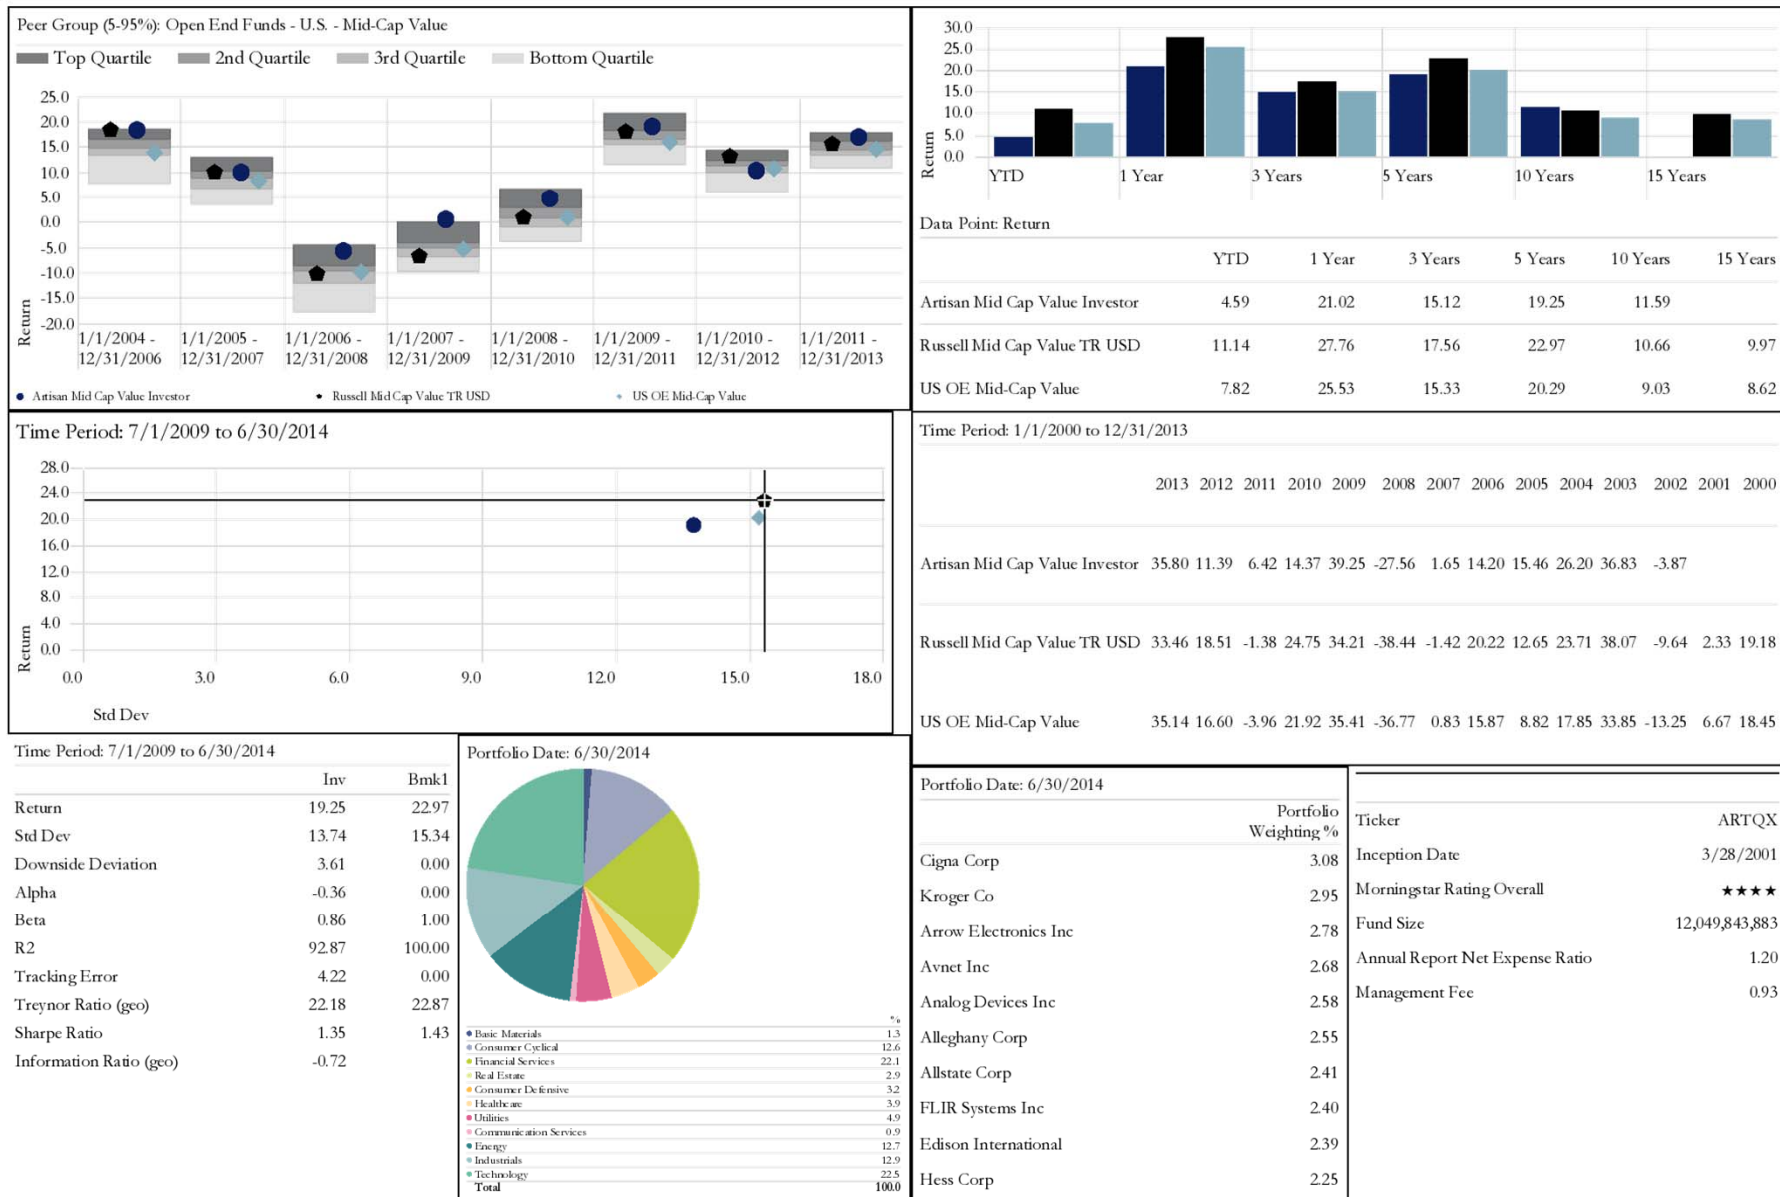 Peer Group (5-95%): Open End Funds - U.S. - Mid-Cap Value
Top Quartile 2nd Quartile 3rd Quartile Bottom Quartile
25.0
20.0
15.0
10.0
5.0
0.0
-5.0
-10.0
-15.0
-20.0
Return
1/1/2004 - 1/1/2005 - 1/1/2006 - 1/1/2007 - 1/1/2008 - 1/1/2009 - 1/1/2010 - 1/1/2011 -
12/31/2006 12/31/2007 12/31/2008 12/31/2009 12/31/2010 12/31/2011 12/31/2012 12/31/2013
Artisan Mid Cap Value Investor Russell Mid Cap Value TR USD US OE Mid-Cap Value
30.0
25.0
20.0
15.0
10.0
5.0
0.0
Return
YTD 1 Year 3 Years 5 Years 10 Years 15 Years
Data Point: Return
YTD 1 Year 3 Years 5 Years 10 Years 15 Years
Artisan Mid Cap Value Investor 4.59 21.02 15.12 19.25 11.59
Russell Mid Cap Value TR USD 11.14 27.76 17.56 22.97 10.66 9.97
US OE Mid-Cap Value 7.82 25.53 15.33 20.29 9.03 8.62
Time Period: 7/1/2009 to 6/30/2014
28.0
24.0
20.0
16.0
12.0
8.0
4.0
0.0
Return
0.0 3.0 6.0 9.0 12.0 15.0 18.0
Std Dev
Time Period: 1/1/2000 to 12/31/2013
2013 2012 2011 2010 2009 2008 2007 2006 2005 2004 2003 2002 2001 2000
Artisan Mid Cap Value Investor 35.80 11.39 6.42 14.37 39.25 -27.56 1.65 14.20 15.46 26.20 36.83 -3.87
Russell Mid Cap Value TR USD 33.46 18.51 -1.38 24.75 34.21 -38.44 -1.42 20.22 12.65 23.71 38.07 -9.64 2.33 19.18
US OE Mid-Cap Value 35.14 16.60 -3.96 21.92 35.41 -36.77 0.83 15.87 8.82 17.85 33.85 -13.25 6.67 18.45
Time Period: 7/1/2009 to 6/30/2014
Inv Bmk1
Return 19.25 22.97
Std Dev 13.74 15.34
Downside Deviation 3.61 0.00
Alpha -0.36 0.00
Beta 0.86 1.00
R2 92.87 100.00
Tracking Error 4.22 0.00
Treynor Ratio (geo) 22.18 22.87
Sharpe Ratio 1.35 1.43
Information Ratio (geo) -0.72
Portfolio Date: 6/30/2014
%
Basic Materials 1.3
Consumer Cyclical 12.6
Financial Services 22.1
Real Estate 2.9
Consumer Defensive 3.2
Healthcare 3.9
Utilities 4.9
Communication Services 0.9
Energy 12.7
Industrials 12.9
Technology 22.5
Total 100.0
Portfolio Date: 6/30/2014
Portfolio
Weighting %
Cigna Corp 3.08
Kroger Co 2.95
Arrow Electronics Inc 2.78
Avnet Inc 2.68
Analog Devices Inc 2.58
Alleghany Corp 2.55
Allstate Corp 2.41
FLIR Systems Inc 2.40
Edison International 2.39
Hess Corp 2.25
Ticker ARTQX
Inception Date 3/28/2001
Morningstar Rating Overall ★★★★
Fund Size 12,049,843,883
Annual Report Net Expense Ratio 1.20
Management Fee 0.93